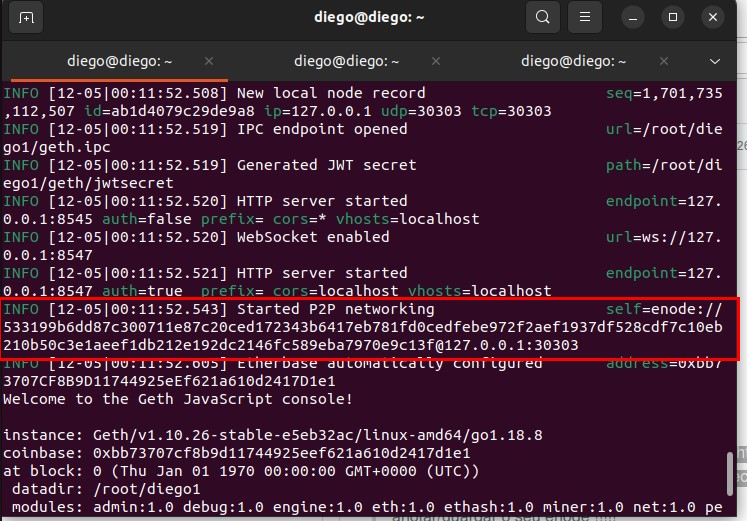 diego@diego: ~
diego@diego: ~ × diego@diego: ~ × diego@diego: ~ ×
INFO [12-05|00:11:52.508] New local node record seq=1,701,735
,112,507 id=ab1d4079c29de9a8 ip=127.0.0.1 udp=30303 tcp=30303
INFO [12-05|00:11:52.519] IPC endpoint opened url=/root/die
go1/geth.ipc
INFO [12-05|00:11:52.519] Generated JWT secret path=/root/di
ego1/geth/jwtsecret
INFO [12-05|00:11:52.520] HTTP server started endpoint=127.
0.0.1:8545 auth=false prefix= cors=* vhosts=localhost
INFO [12-05|00:11:52.520] WebSocket enabled url=ws://127.
0.0.1:8547
INFO [12-05|00:11:52.521] HTTP server started endpoint=127.
0.0.1:8547 auth=true prefix= cors=localhost vhosts=localhost
INFO [12-05|00:11:52.543] Started P2P networking self=enode://
533199b6dd87c300711e87c20ced172343b6417eb781fd0cedfebe972f2aef1937df528cdf7c10eb
210b50c3e1aeef1db212e192dc2146fc589eba7970e9c13f@127.0.0.1:30303
INFO [12-05|00:11:52.605] Etherbase automatically configured address=0xbb7
3707CF8B9D11744925eEf621a610d2417D1e1
Welcome to the Geth JavaScript console!
instance: Geth/v1.10.26-stable-e5eb32ac/linux-amd64/go1.18.8
coinbase: 0xbb73707cf8b9d11744925eef621a610d2417d1e1
at block: 0 (Thu Jan 01 1970 00:00:00 GMT+0000 (UTC))
datadir: /root/diego1
modules: admin:1.0 debug:1.0 engine:1.0 eth:1.0 ethash:1.0 miner:1.0 net:1.0 pe